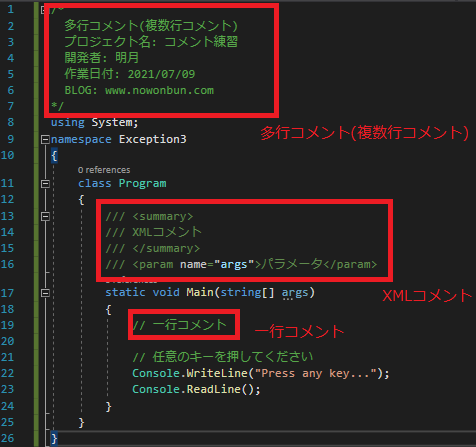 1 /*
2 多行コメント(複数行コメント)
3 プロジェクト名: コメント練習
4 開発者: 明月
5 作業日付: 2021/07/09
6 BLOG: www.nowonbun.com
7 */
8 using System;
多行コメント(複数行コメント)
9 namespace Exception3
10 {
0 references
11 class Program
12 {
13 /// <summary>
14 /// XMLコメント
15 /// </summary>
16 /// <param name="args">パラメータ</param>
XMLコメント
17 static void Main(string[] args)
18 {
19 // 一行コメント
一行コメント
20
21 // 任意のキーを押してください
22 Console.WriteLine("Press any key...");
23 Console.ReadLine();
24 }
25 }
26 }